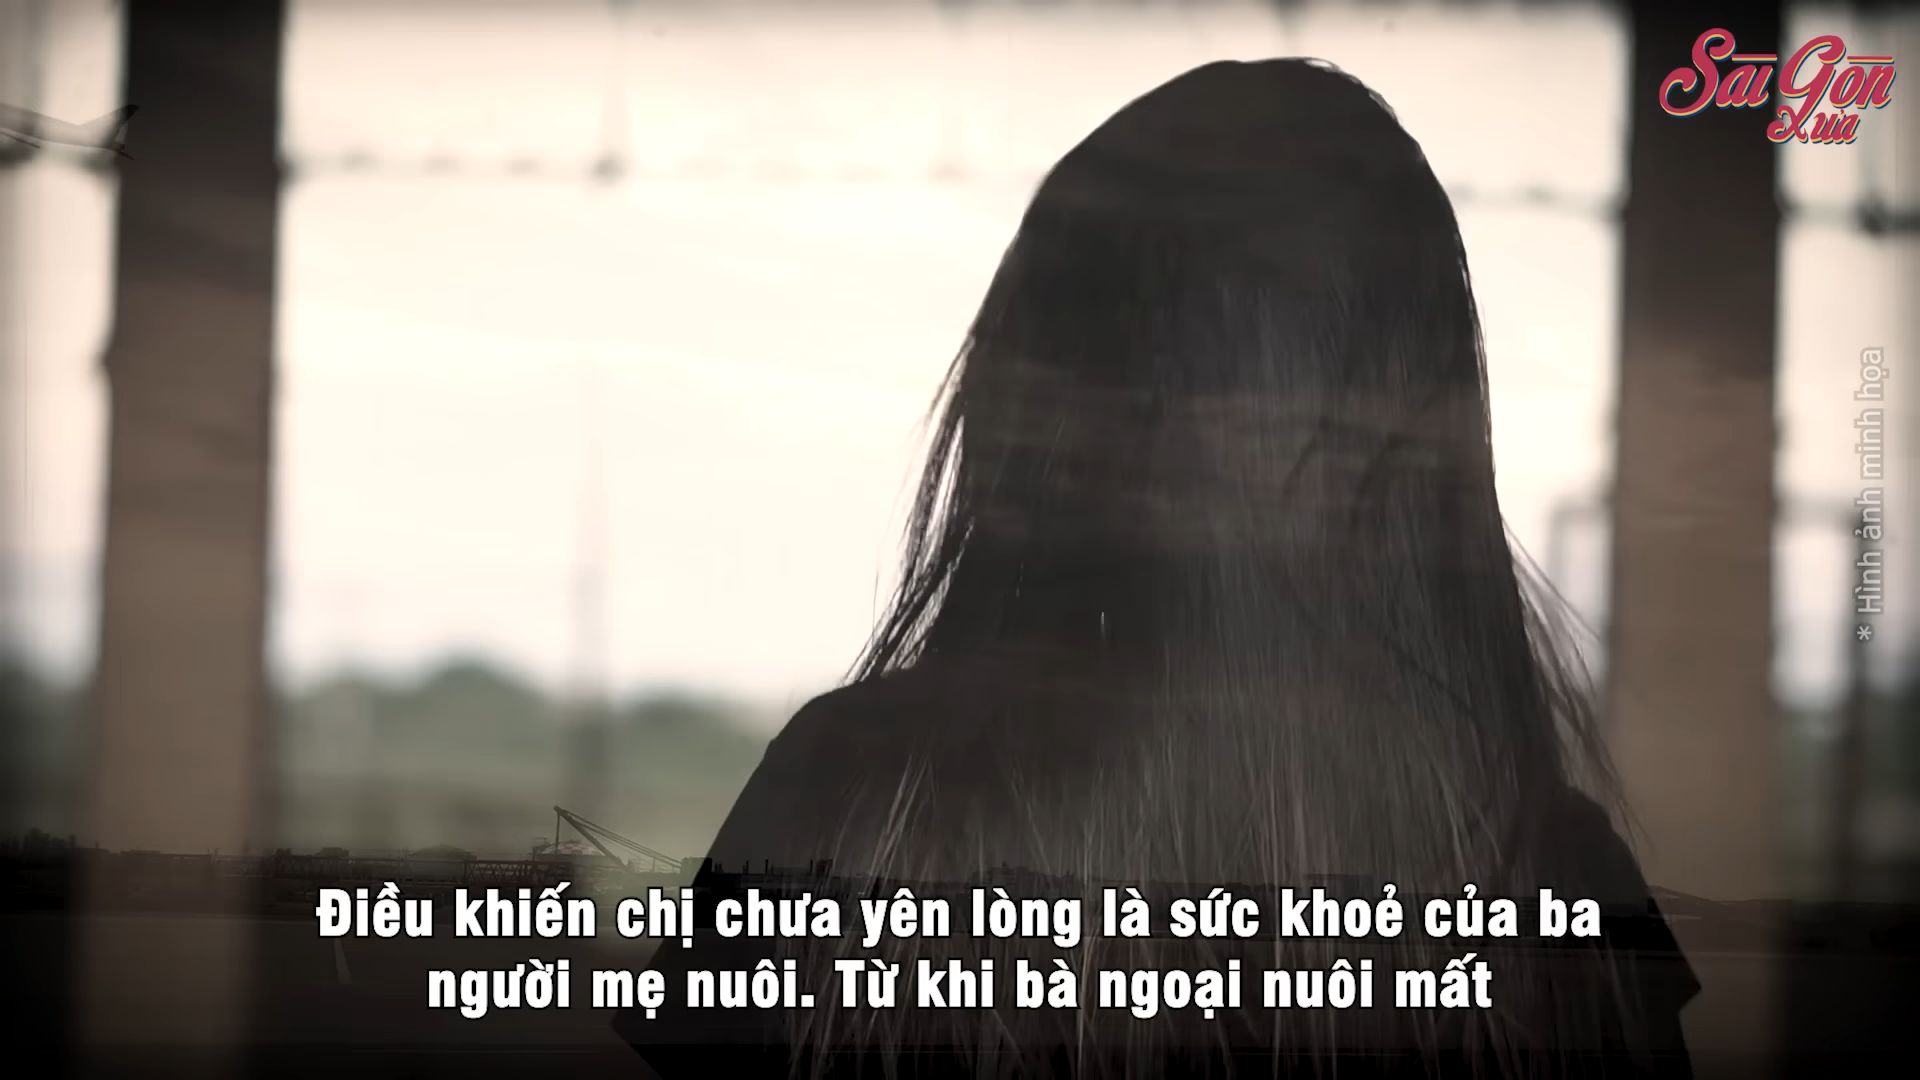 Sài Gòn
Xưa
* Hình ảnh minh họa
Điều khiến chị chưa yên lòng là sức khoẻ của ba
người mẹ nuôi. Từ khi bà ngoại nuôi mất